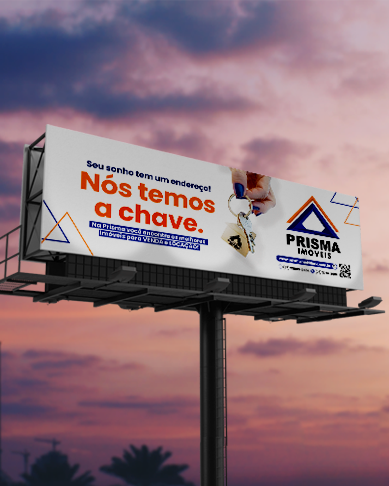 Seu sonho tem um endereço!
Nós temos
a chave.
Na Prisma você encontra os melhores
imóveis para VENDA e LOCAÇÃO!
PRISMA
IMÓVEIS